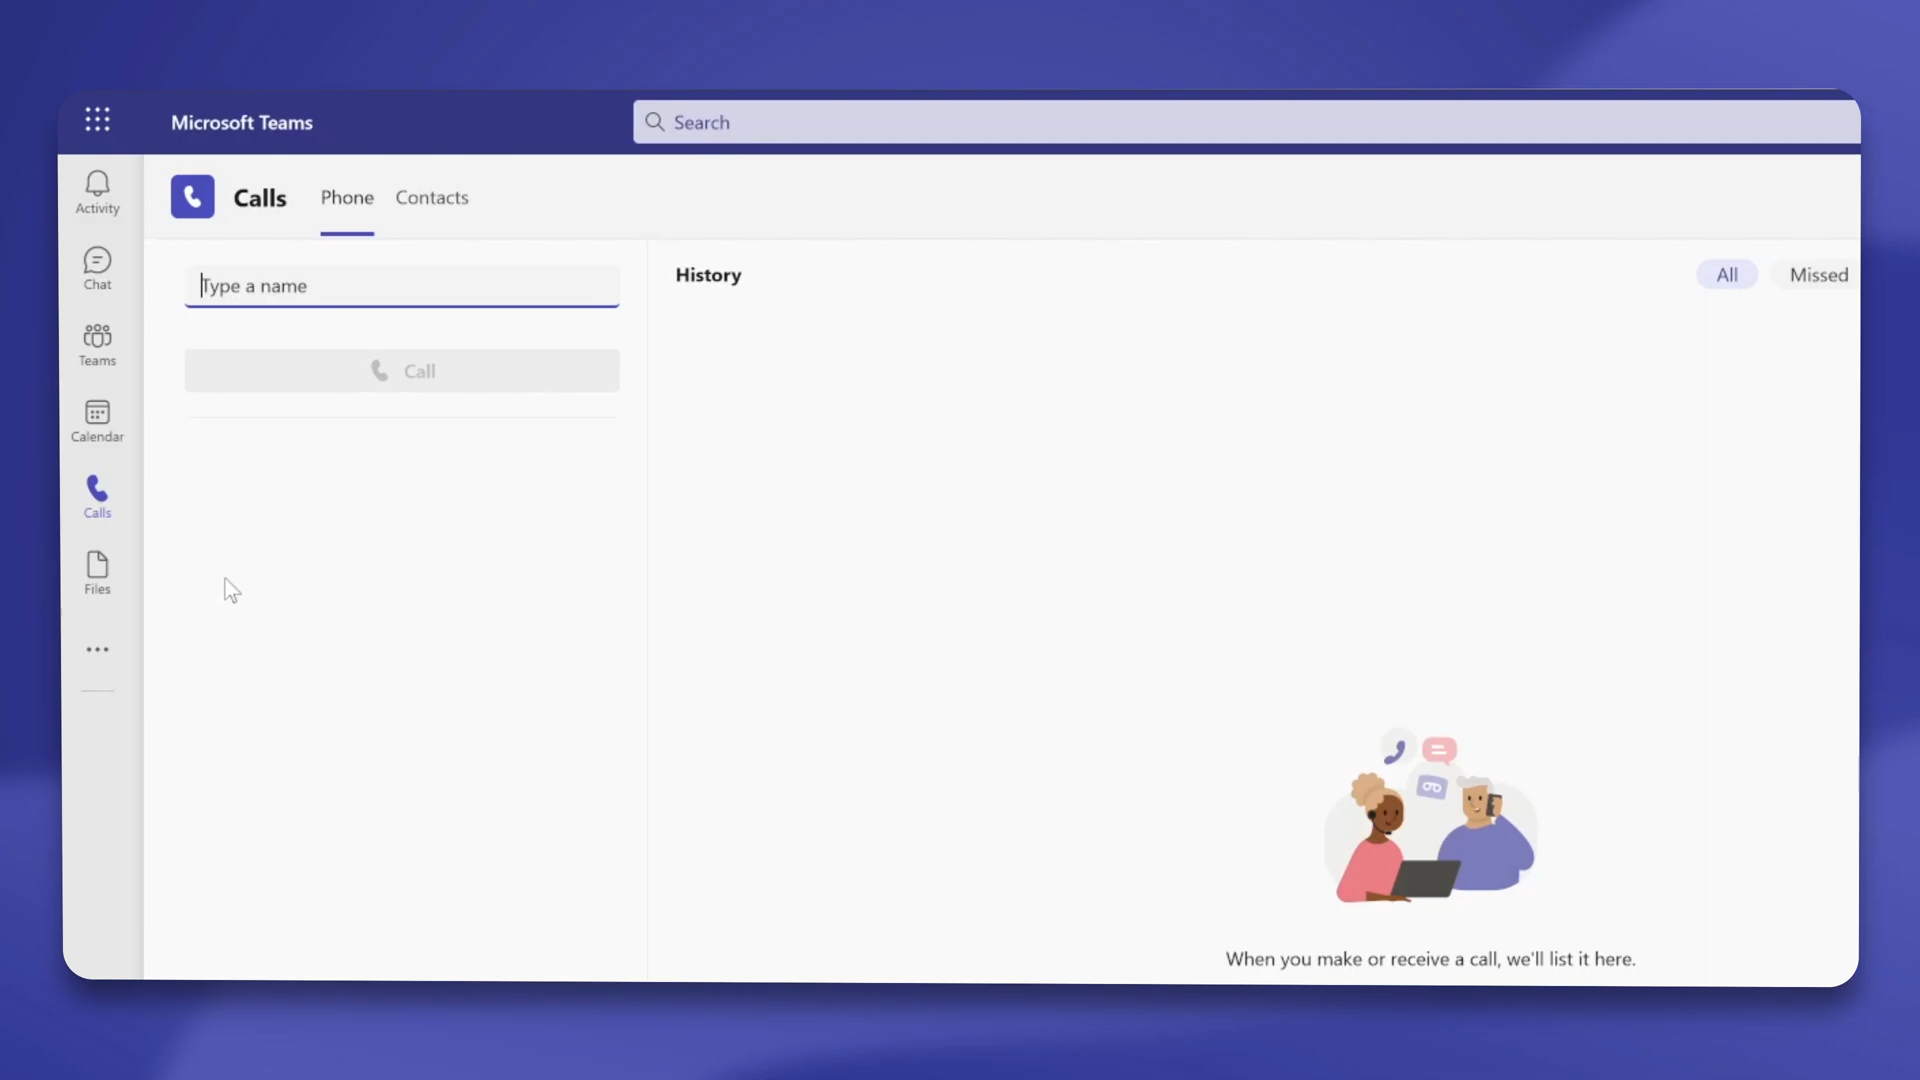 Microsoft Teams
Search
Activity
Chat
Teams
Calendar
Calls
Files
Calls
Phone
Contacts
Type a name
Call
History
All
Missed
When you make or receive a call, we'll list it here.